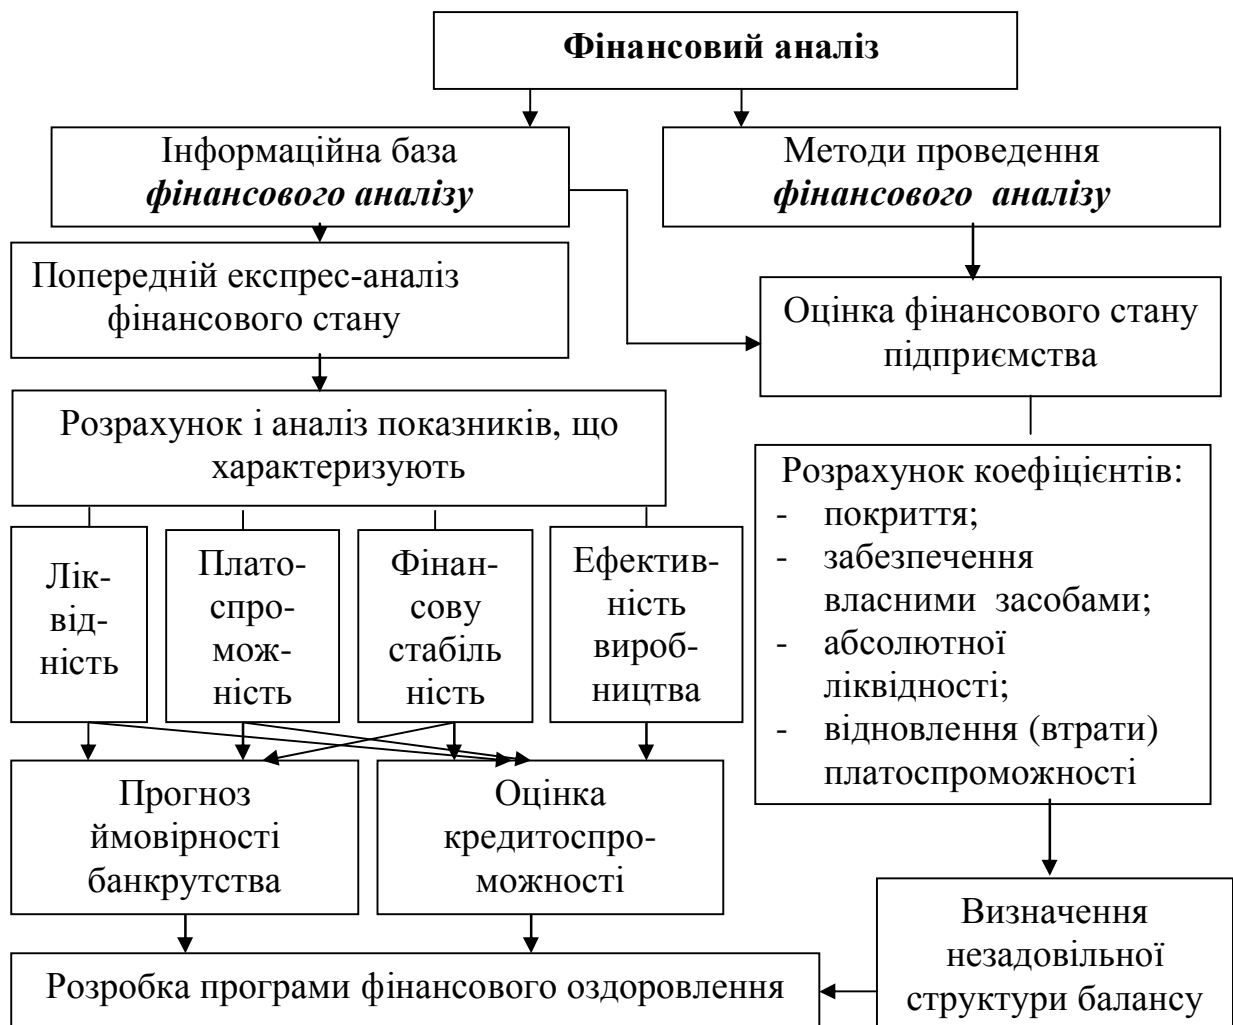 Фінансовий аналіз
Інформаційна база
фінансового аналізу
Методи проведення
фінансового аналізу
Попередній експрес-аналіз
фінансового стану
Оцінка фінансового стану
підприємства
Розрахунок і аналіз показників, що
характеризують
Лік-
від-
ність
Плато-
спро-
мож-
ність
Фінан-
сову
стабіль
ність
Ефектив-
ність
вироб-
ництва
Розрахунок коефіцієнтів:
- покриття;
- забезпечення
власними засобами;
- абсолютної
ліквідності;
- відновлення (втрати)
платоспроможності
Прогноз
ймовірності
банкрутства
Оцінка
кредитоспро-
можності
Визначення
незадовільної
структури балансу
Розробка програми фінансового оздоровлення